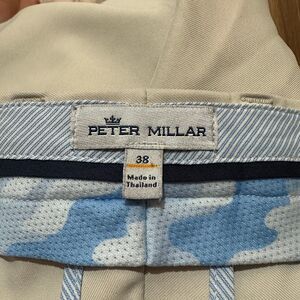 PETER MILLAR
38
Made in
Thailand